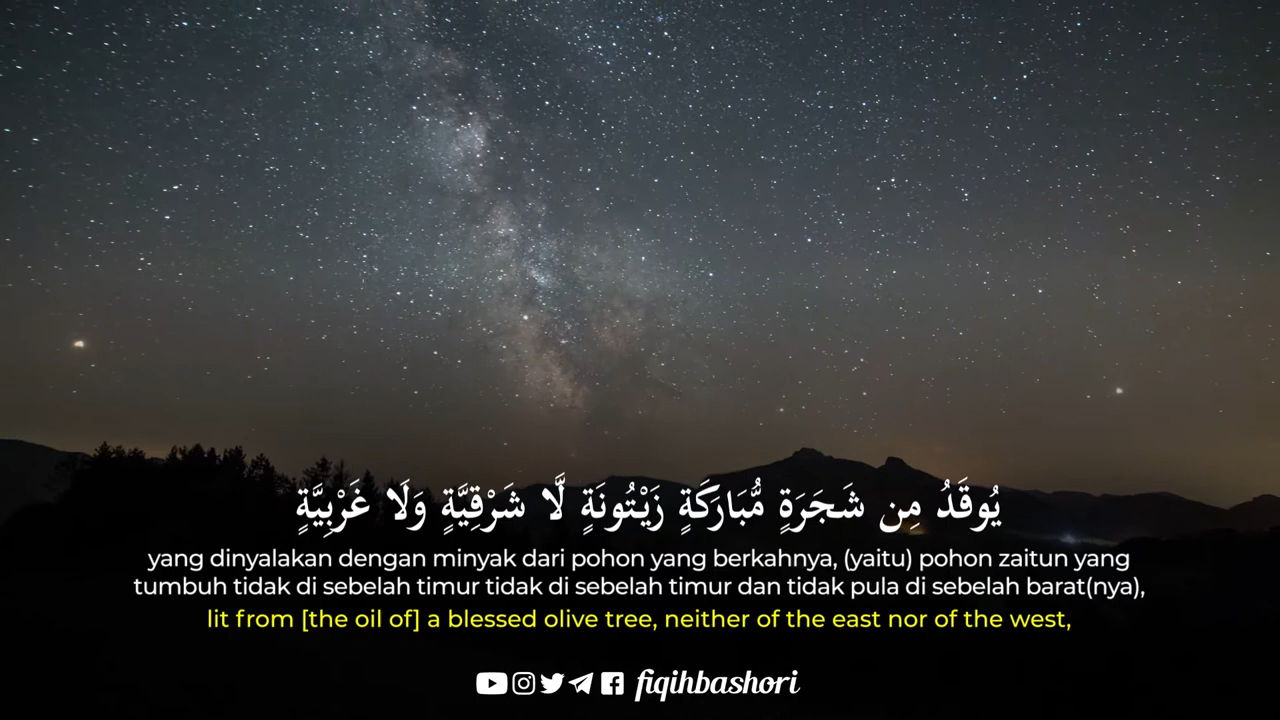 يُوقَدُ مِن شَجَرَةٍ مُّبَارَكَةٍ زَيْتُونَةٍ لَّا شَرْقِيَّةٍ وَلَا غَرْبِيَّةٍ
yang dinyalakan dengan minyak dari pohon yang berkahnya, (yaitu) pohon zaitun yang
tumbuh tidak di sebelah timur tidak di sebelah timur dan tidak pula di sebelah barat(nya),
lit from [the oil of] a blessed olive tree, neither of the east nor of the west,
fiqihbashori